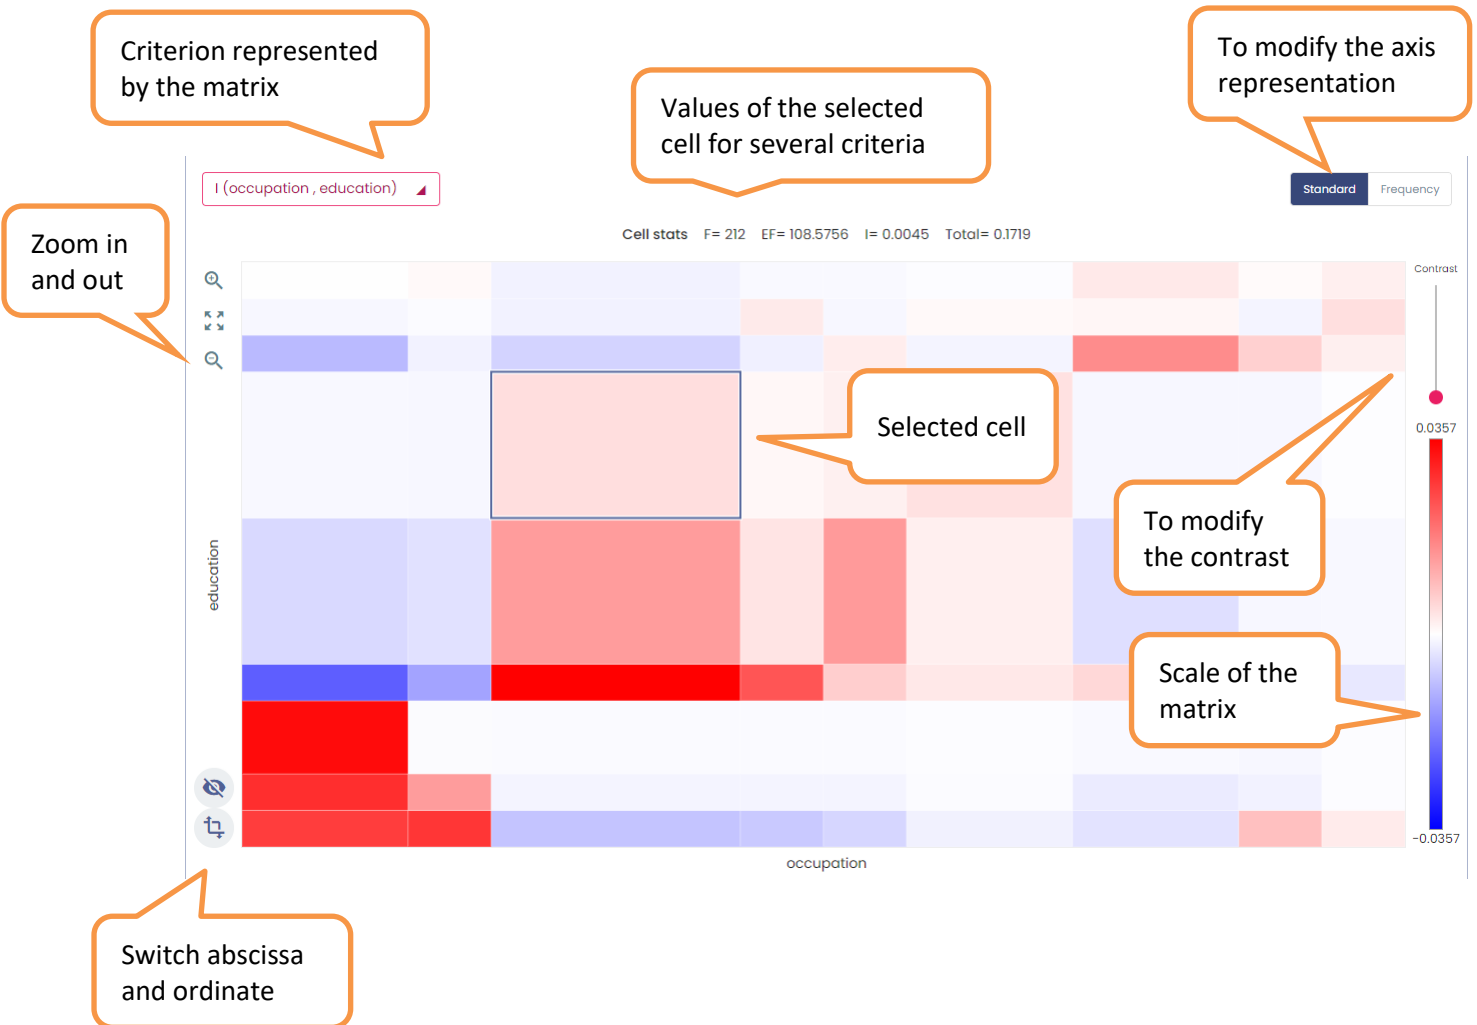 Criterion represented
by the matrix
To modify the axis
representation
Values of the selected
cell for several criteria
I (occupation , education)
Standard
Frequency
Zoom in
and out
Cell stats F= 212 EF= 108.5756 I= 0.0045 Total= 0.1719
Contrast
Selected cell
0.0357
To modify
the contrast
education
Scale of the
matrix
-0.0357
occupation
Switch abscissa
and ordinate